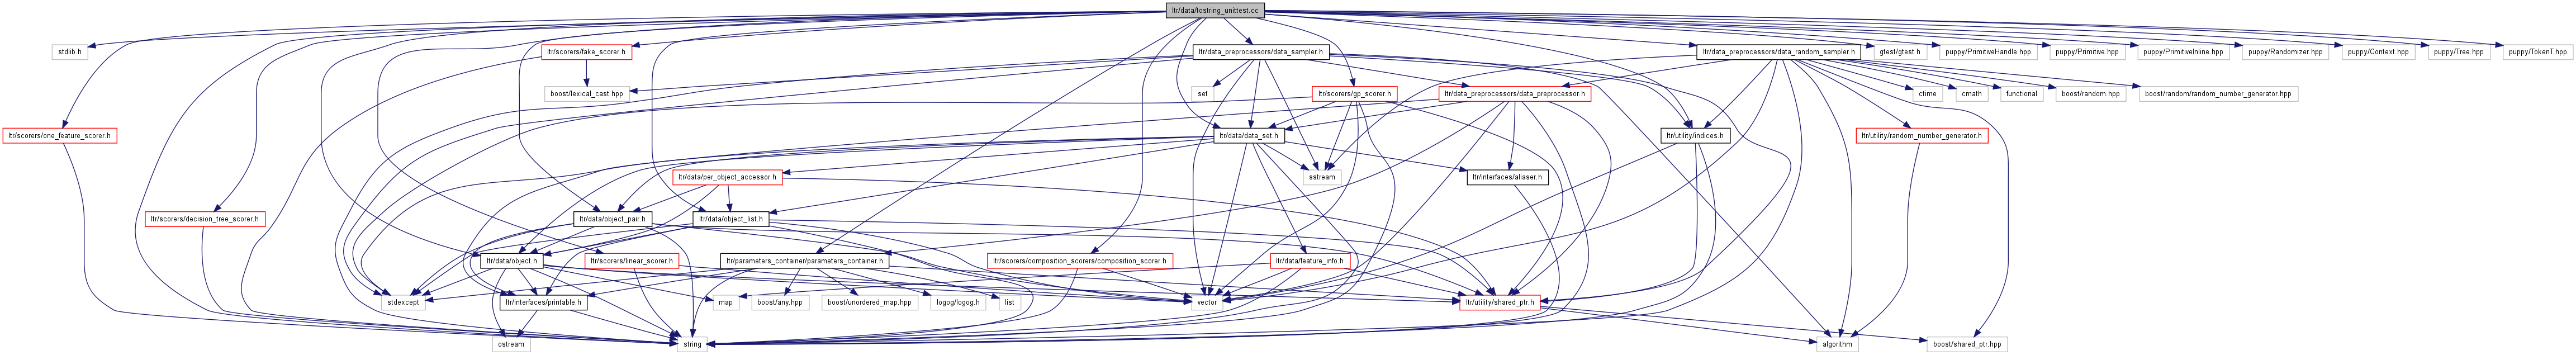 ltr/data/tostring_unittest.cc
stdlib.h
ltr/scorers/fake_scorer.h
ltr/data_preprocessors/data_sampler.h
ltr/data_preprocessors/data_random_sampler.h
gtest/gtest.h
puppy/PrimitiveHandle.hpp
puppy/Primitive.hpp
puppy/PrimitiveInline.hpp
puppy/Randomizer.hpp
puppy/Context.hpp
puppy/Tree.hpp
puppy/TokenT.hpp
boost/lexical_cast.hpp
set
ltr/scorers/gp_scorer.h
ltr/data_preprocessors/data_preprocessor.h
ctime
cmath
functional
boost/random.hpp
boost/random/random_number_generator.hpp
ltr/scorers/one_feature_scorer.h
ltr/data/data_set.h
ltr/utility/indices.h
ltr/utility/random_number_generator.h
ltr/data/per_object_accessor.h
sstream
ltr/interfaces/aliaser.h
ltr/scorers/decision_tree_scorer.h
ltr/data/object_pair.h
ltr/data/object_list.h
ltr/data/object.h
ltr/scorers/linear_scorer.h
ltr/parameters_container/parameters_container.h
ltr/scorers/composition_scorers/composition_scorer.h
ltr/data/feature_info.h
stdexcept
ltr/interfaces/printable.h
map
boost/any.hpp
boost/unordered_map.hpp
logog/logog.h
list
vector
ltr/utility/shared_ptr.h
ostream
string
algorithm
boost/shared_ptr.hpp